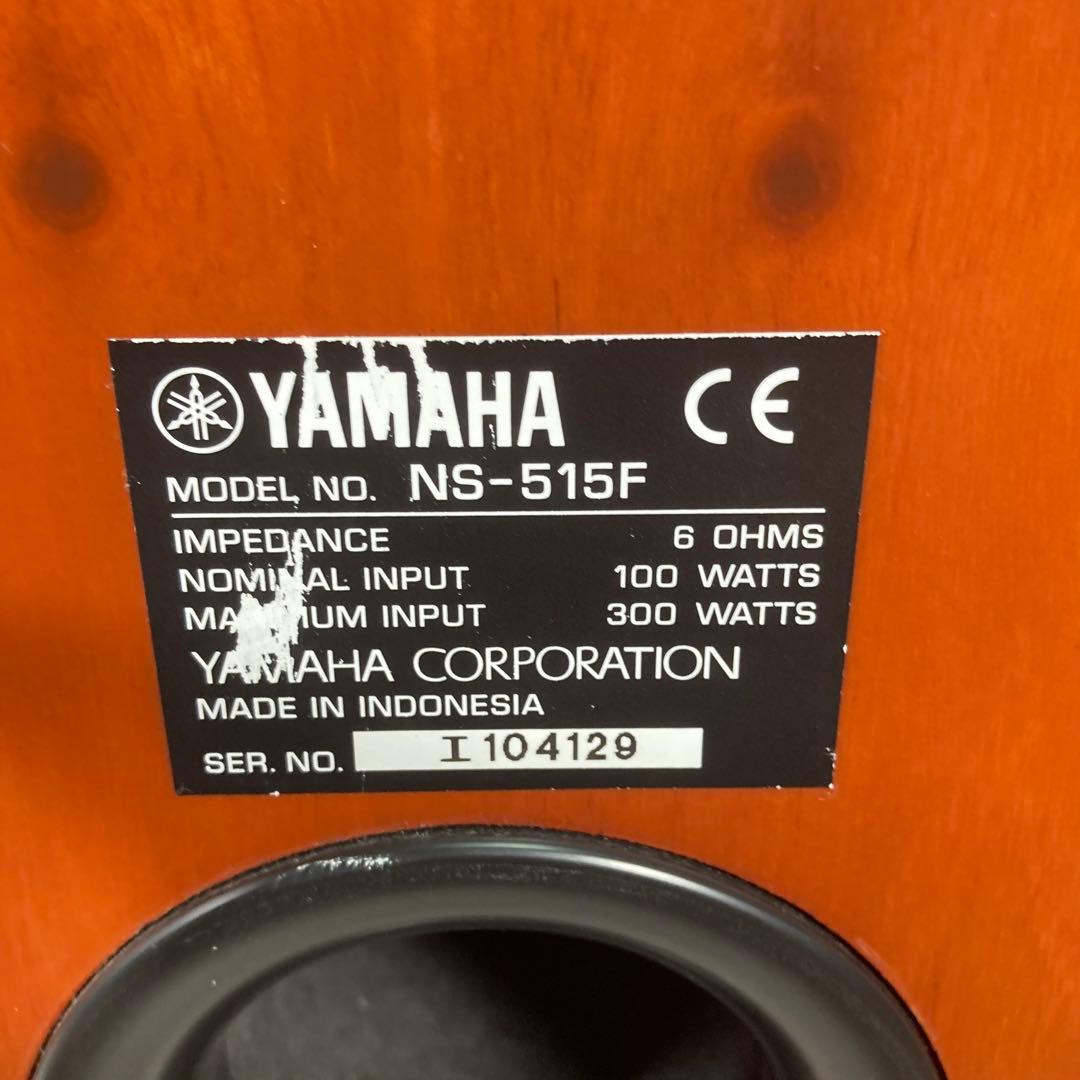 YAMAHA CE
MODEL NO. NS-515F
IMPEDANCE 6 OHMS
NOMINAL INPUT 100 WATTS
MAXIMUM INPUT 300 WATTS
YAMAHA CORPORATION
MADE IN INDONESIA
SER. NO. I104129